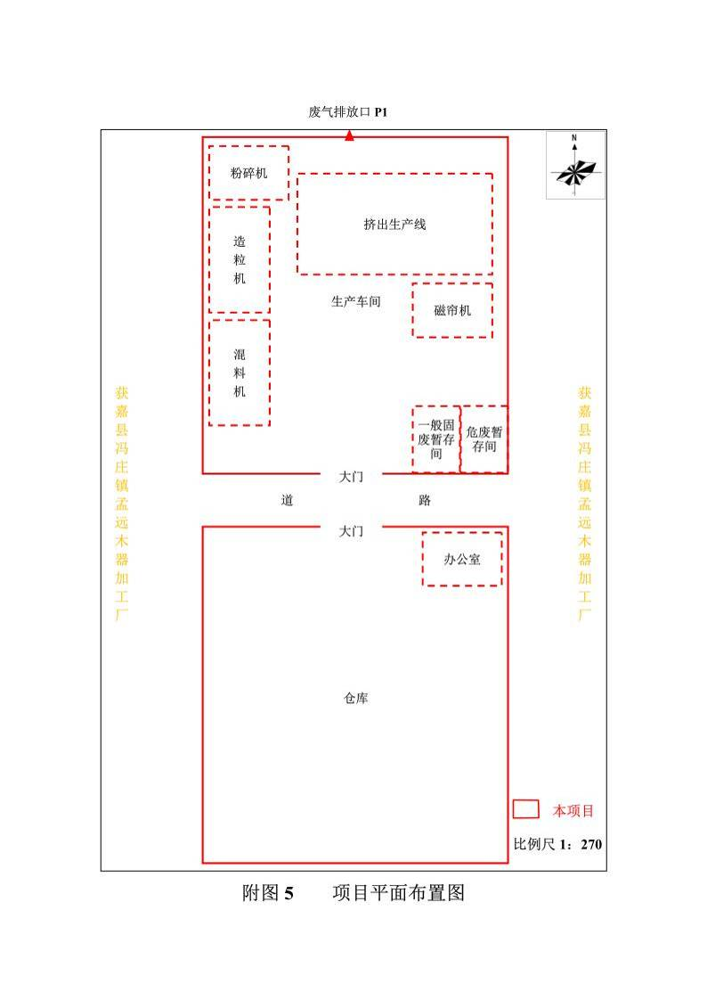 废气排放口 P1
N
粉碎机
挤出生产线
造粒机
生产车间
磁帘机
混料机
获嘉县冯庄镇孟远木器加工厂
获嘉县冯庄镇孟远木器加工厂
一般固
废暂存
间
危废暂
存间
大门
道 路
大门
办公室
仓库
本项目
比例尺 1：270
附图 5 项目平面布置图